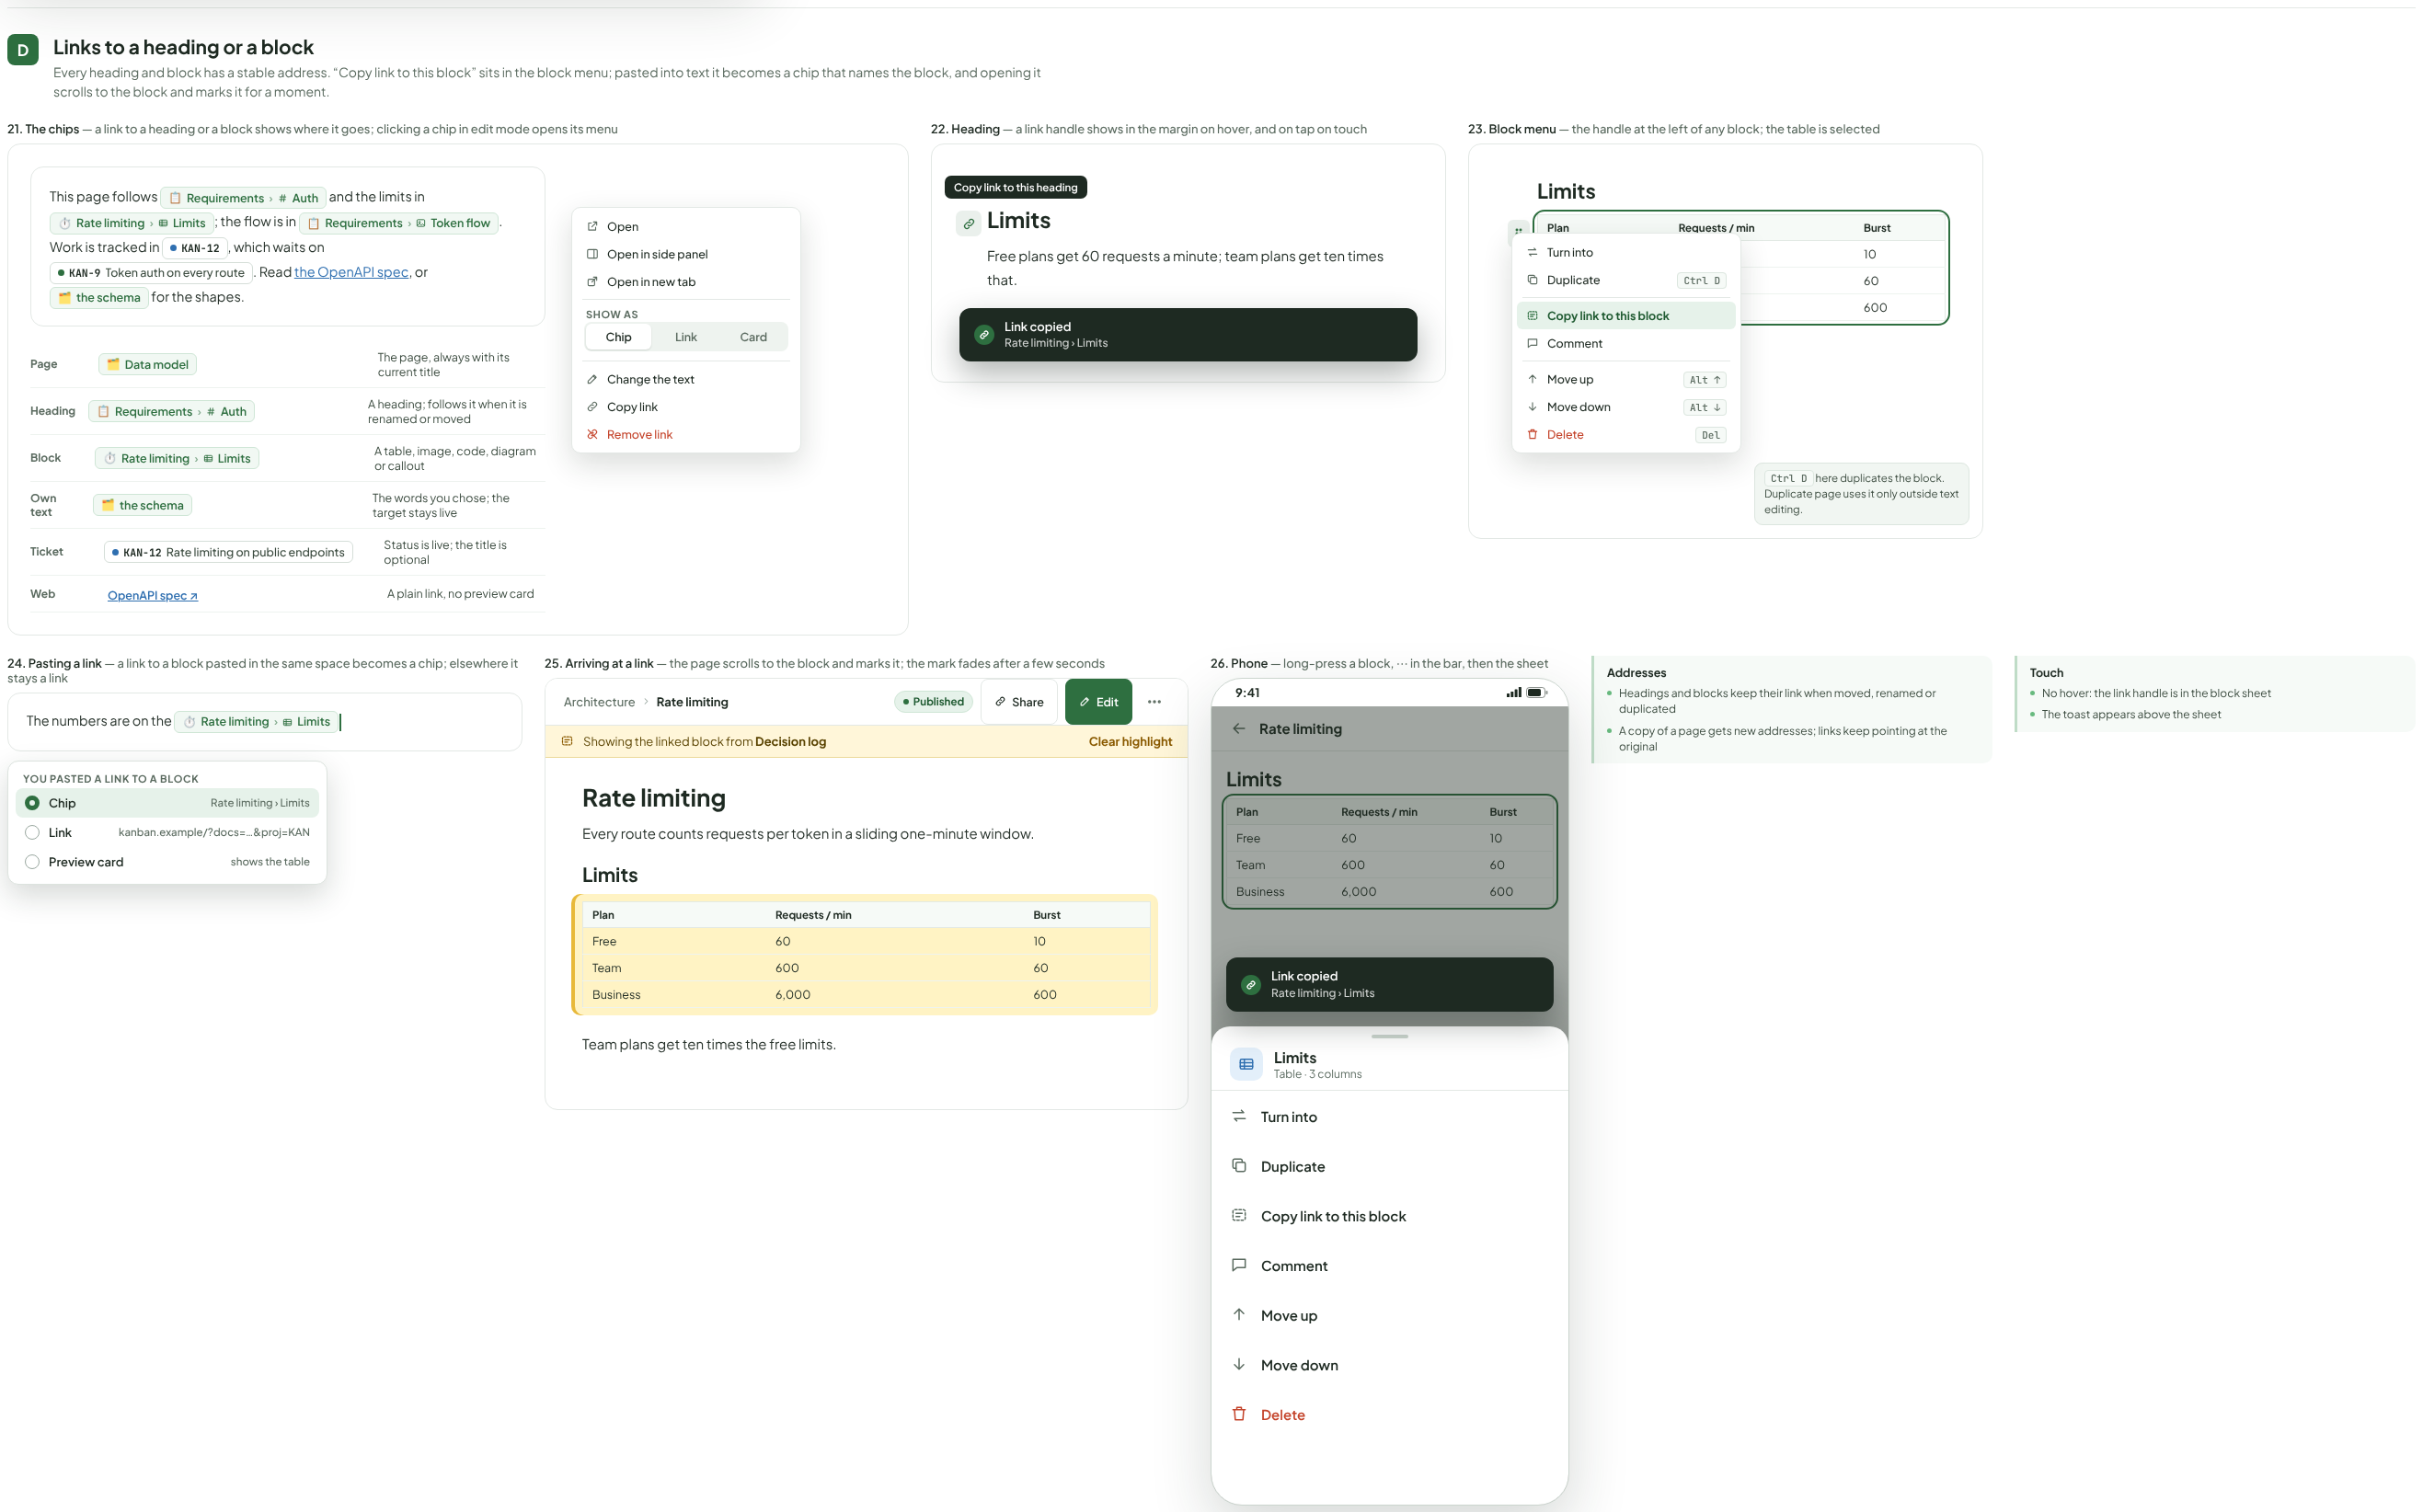 D
Links to a heading or a block
Every heading and block has a stable address. “Copy link to this block” sits in the block menu; pasted into text it becomes a chip that names the block, and opening it
scrolls to the block and marks it for a moment.
21. The chips — a link to a heading or a block shows where it goes; clicking a chip in edit mode opens its menu
This page follows Requirements › # Auth and the limits in
Rate limiting › Limits; the flow is in Requirements › Token flow.
Work is tracked in KAN-12, which waits on
KAN-9 Token auth on every route. Read the OpenAPI spec, or
the schema for the shapes.
Page
Data model
The page, always with its
current title
Heading
Requirements › # Auth
A heading; follows it when it is
renamed or moved
Block
Rate limiting › Limits
A table, image, code, diagram
or callout
Own
text
the schema
The words you chose; the
target stays live
Ticket
KAN-12 Rate limiting on public endpoints
Status is live; the title is
optional
Web
OpenAPI spec ↗
A plain link, no preview card
Open
Open in side panel
Open in new tab
SHOW AS
Chip Link Card
Change the text
Copy link
Remove link
22. Heading — a link handle shows in the margin on hover, and on tap on touch
Copy link to this heading
Limits
Free plans get 60 requests a minute; team plans get ten times
that.
Link copied
Rate limiting › Limits
23. Block menu — the handle at the left of any block; the table is selected
Limits
Plan Requests / min Burst
10
60
600
Turn into
Duplicate Ctrl D
Copy link to this block
Comment
Move up Alt ↑
Move down Alt ↓
Delete Del
Ctrl D here duplicates the block.
Duplicate page uses it only outside text
editing.
24. Pasting a link — a link to a block pasted in the same space becomes a chip; elsewhere it
stays a link
The numbers are on the Rate limiting › Limits
YOU PASTED A LINK TO A BLOCK
Chip Rate limiting › Limits
Link kanban.example/?docs=…&proj=KAN
Preview card shows the table
25. Arriving at a link — the page scrolls to the block and marks it; the mark fades after a few seconds
Architecture › Rate limiting
Published
Share
Edit
···
Showing the linked block from Decision log
Clear highlight
Rate limiting
Every route counts requests per token in a sliding one-minute window.
Limits
Plan Requests / min Burst
Free 60 10
Team 600 60
Business 6,000 600
Team plans get ten times the free limits.
26. Phone — long-press a block, ··· in the bar, then the sheet
9:41
Rate limiting
Limits
Plan Requests / min Burst
Free 60 10
Team 600 60
Business 6,000 600
Link copied
Rate limiting › Limits
Limits
Table · 3 columns
Turn into
Duplicate
Copy link to this block
Comment
Move up
Move down
Delete
Addresses
Headings and blocks keep their link when moved, renamed or
duplicated
A copy of a page gets new addresses; links keep pointing at the
original
Touch
No hover: the link handle is in the block sheet
The toast appears above the sheet